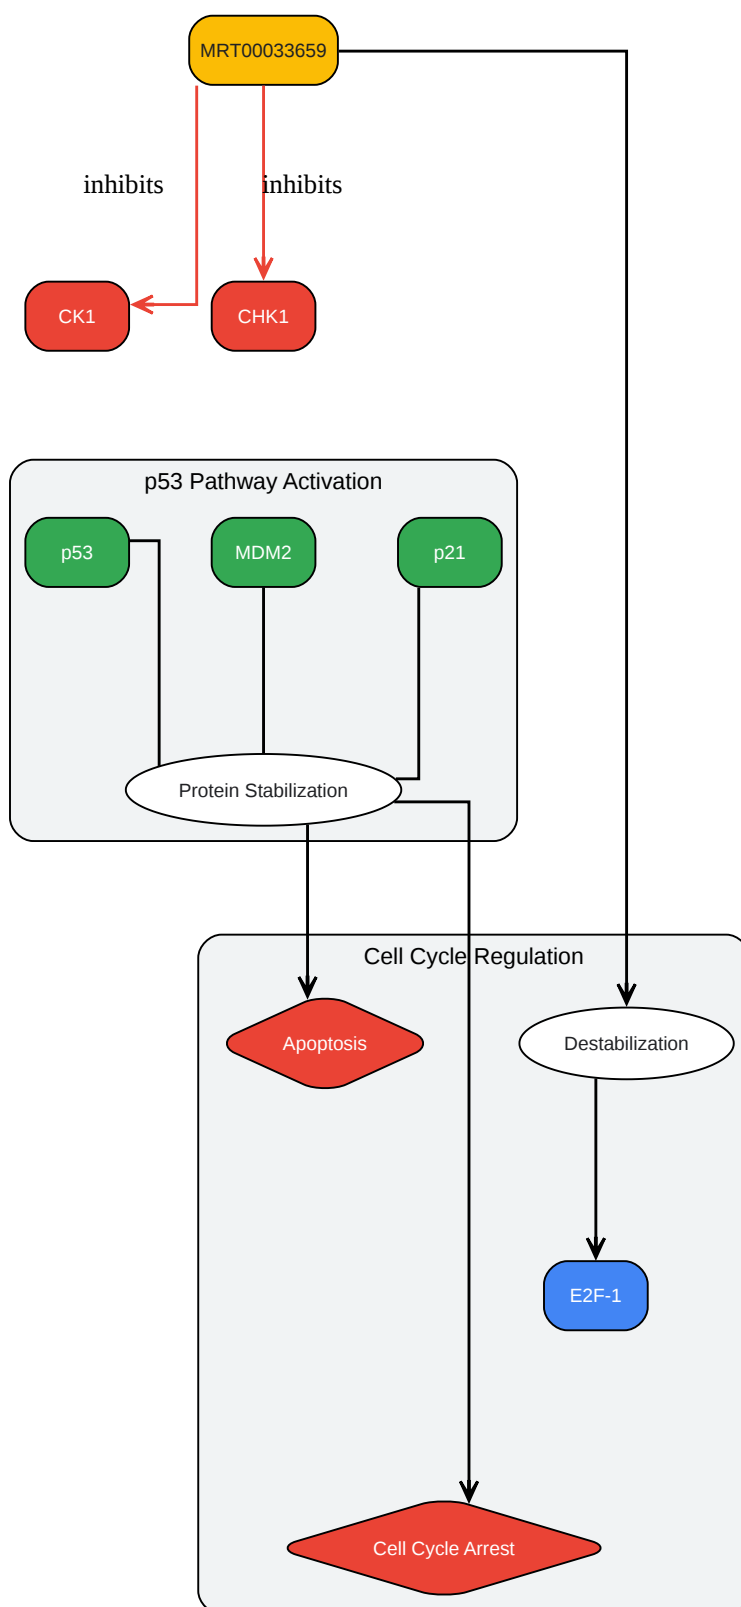 MRT00033659
inhibits
inhibits
CK1
CHK1
p53 Pathway Activation
p53
MDM2
p21
Protein Stabilization
Cell Cycle Regulation
Apoptosis
Destabilization
E2F-1
Cell Cycle Arrest